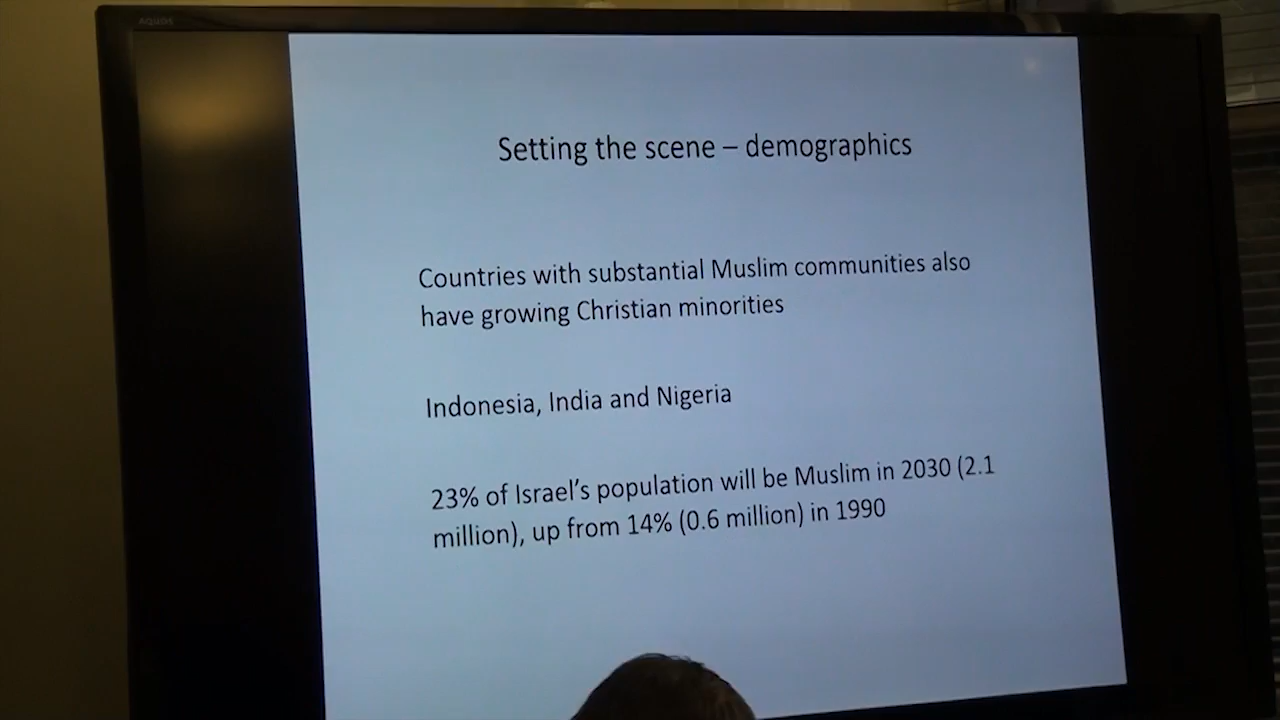 AQUOS
Setting the scene – demographics
Countries with substantial Muslim communities also
have growing Christian minorities
Indonesia, India and Nigeria
23% of Israel’s population will be Muslim in 2030 (2.1
million), up from 14% (0.6 million) in 1990